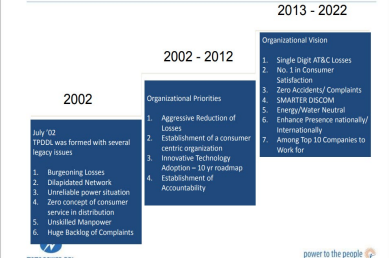 2013 - 2022
Organizational Vision
1. Single Digit AT&C Losses
2. No. 1 in Consumer
Satisfaction
3. Zero Accidents/ Complaints
4. SMARTER DISCOM
5. Energy/Water Neutral
6. Enhance Presence nationally/
Internationally
7. Among Top 10 Companies to
Work for
2002 - 2012
Organizational Priorities
1. Aggressive Reduction of
Losses
2. Establishment of a consumer
centric organization
3. Innovative Technology
Adoption – 10 yr roadmap
4. Establishment of
Accountability
2002
July '02
TPDDL was formed with several
legacy issues
1. Burgeoning Losses
2. Dilapidated Network
3. Unreliable power situation
4. Zero concept of consumer
service in distribution
5. Unskilled Manpower
6. Huge Backlog of Complaints
power to the people